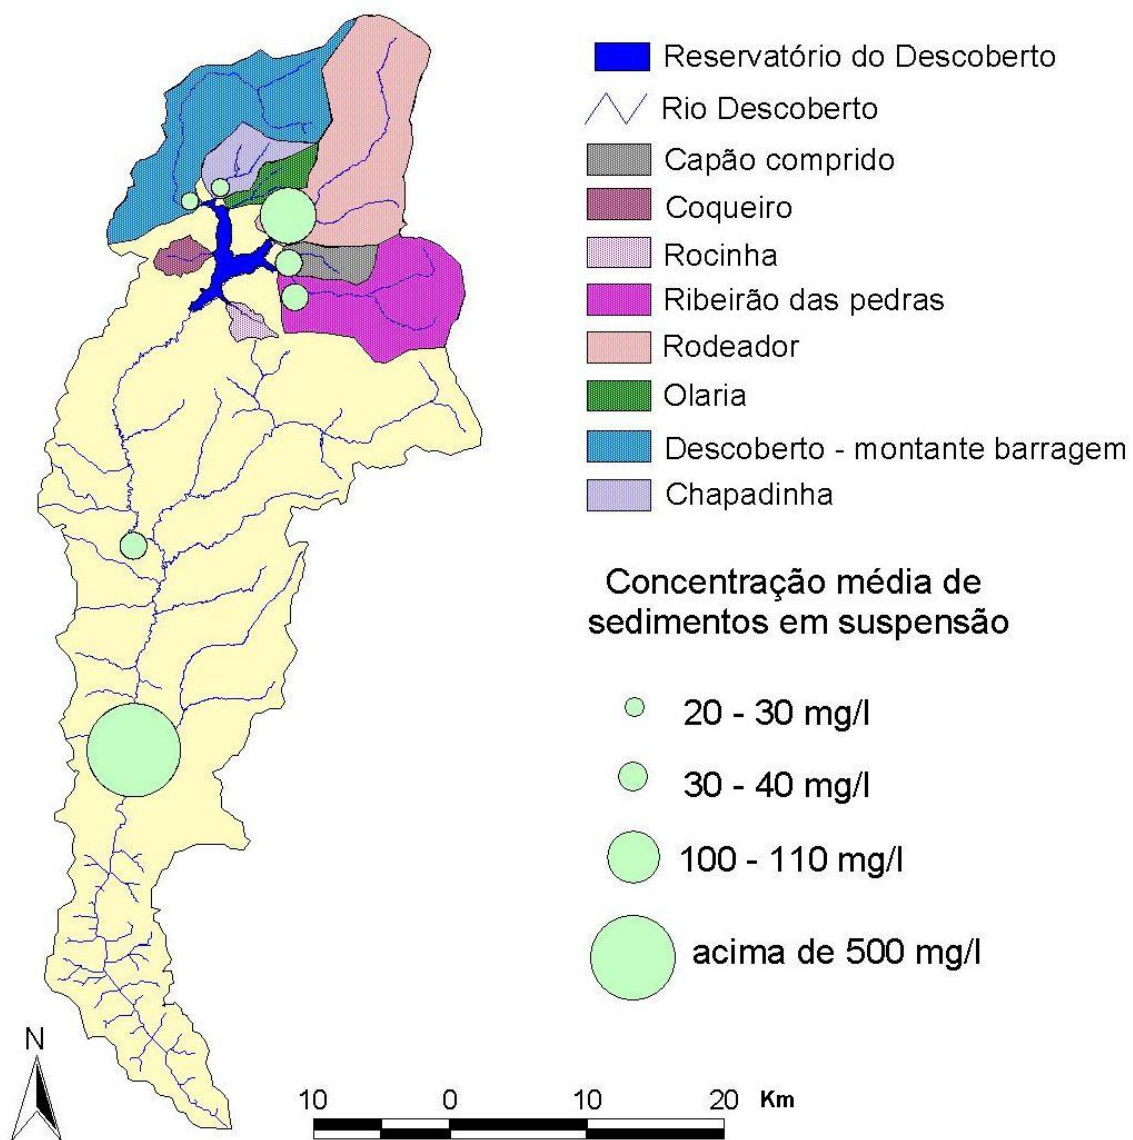 Reservatório do Descoberto
Rio Descoberto
Capão comprido
Coqueiro
Rocinha
Ribeirão das pedras
Rodeador
Olaria
Descoberto - montante barragem
Chapadinha
Concentração média de
sedimentos em suspensão
20 - 30 mg/l
30 - 40 mg/l
100 - 110 mg/l
acima de 500 mg/l
N
10 0 10 20 Km